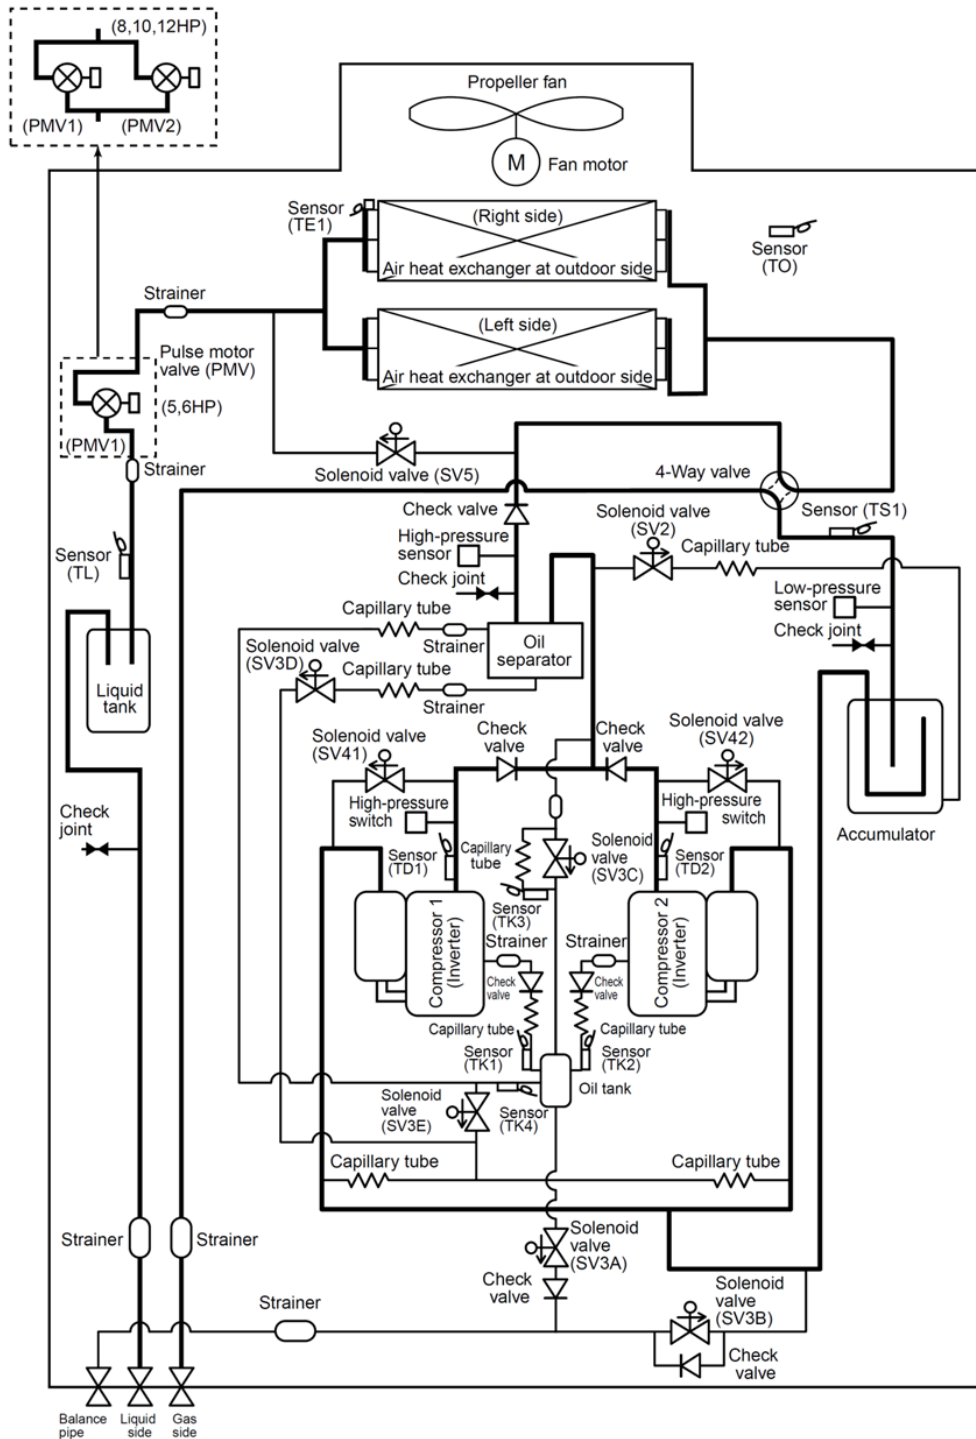 (8,10,12HP)
(PMV1)
(PMV2)
Propeller fan
M
Fan motor
Sensor
(TE1)
(Right side)
Air heat exchanger at outdoor side
Sensor
(TO)
Strainer
(Left side)
Air heat exchanger at outdoor side
Pulse motor
valve (PMV)
(5,6HP)
(PMV1)
Strainer
Solenoid valve (SV5)
4-Way valve
Check valve
Solenoid valve
(SV2)
Sensor (TS1)
High-pressure
sensor
Capillary tube
Sensor
(TL)
Check joint
Low-pressure
sensor
Capillary tube
Strainer
Check joint
Oil
separator
Solenoid valve
(SV3D)
Capillary tube
Strainer
Liquid
tank
Solenoid valve
(SV41)
Check
valve
Check
valve
Solenoid valve
(SV42)
High-pressure
switch
High-pressure
switch
Check
joint
Accumulator
Capillary
tube
Solenoid
valve
(SV3C)
Sensor
(TD1)
Sensor
(TD2)
Sensor
(TK3)
Compressor 1
(Inverter)
Compressor 2
(Inverter)
Strainer
Strainer
Check
valve
Check
valve
Capillary tube
Capillary tube
Sensor
(TK1)
Sensor
(TK2)
Oil tank
Solenoid
valve
(SV3E)
Sensor
(TK4)
Capillary tube
Capillary tube
Strainer
Strainer
Solenoid
valve
(SV3A)
Check
valve
Solenoid
valve
(SV3B)
Strainer
Check
valve
Balance
pipe
Liquid
side
Gas
side